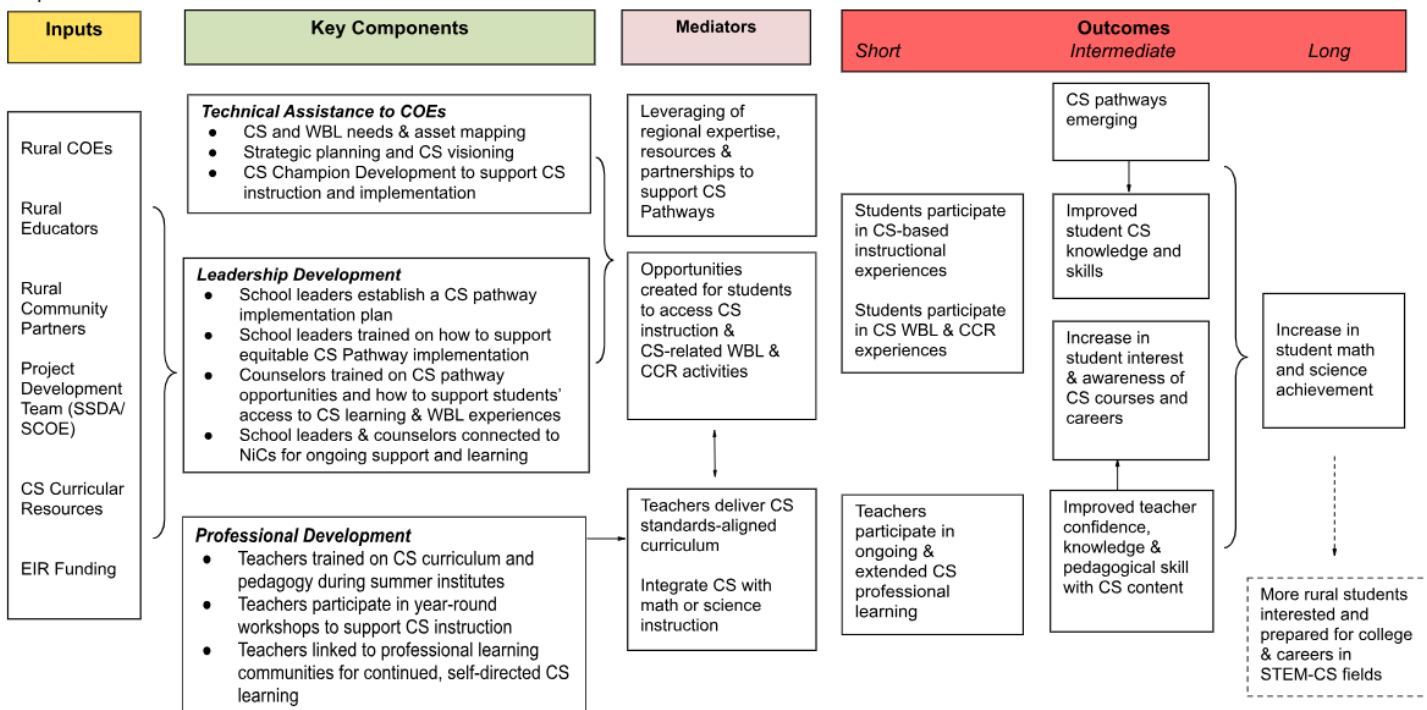 Inputs
Key Components
Mediators
Outcomes
Short
Intermediate
Long
Rural COEs
Rural
Educators
Rural
Community
Partners
Project
Development
Team (SSDA/
SCOE)
CS Curricular
Resources
EIR Funding
Technical Assistance to COEs
● CS and WBL needs & asset mapping
● Strategic planning and CS visioning
● CS Champion Development to support CS
instruction and implementation
Leadership Development
● School leaders establish a CS pathway
implementation plan
● School leaders trained on how to support
equitable CS Pathway implementation
● Counselors trained on CS pathway
opportunities and how to support students’
access to CS learning & WBL experiences
● School leaders & counselors connected to
NiCs for ongoing support and learning
Professional Development
● Teachers trained on CS curriculum and
pedagogy during summer institutes
● Teachers participate in year-round
workshops to support CS instruction
● Teachers linked to professional learning
communities for continued, self-directed CS
learning
Leveraging of
regional expertise,
resources &
partnerships to
support CS
Pathways
Opportunities
created for students
to access CS
instruction &
CS-related WBL &
CCR activities
Teachers deliver CS
standards-aligned
curriculum
Integrate CS with
math or science
instruction
Students participate
in CS-based
instructional
experiences
Students participate
in CS WBL & CCR
experiences
Teachers
participate in
ongoing &
extended CS
professional
learning
CS pathways
emerging
Improved
student CS
knowledge and
skills
Increase in
student interest
& awareness of
CS courses and
careers
Improved teacher
confidence,
knowledge &
pedagogical skill
with CS content
Increase in
student math
and science
achievement
More rural students
interested and
prepared for college
& careers in
STEM-CS fields